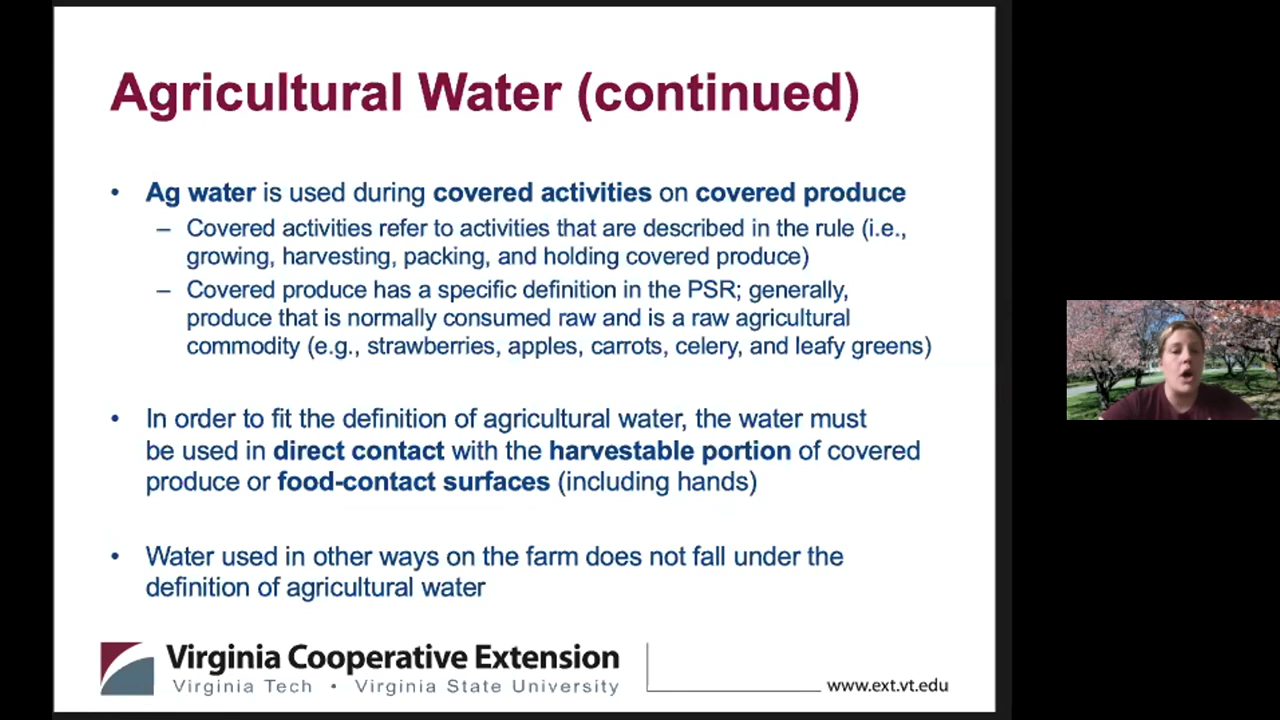 Agricultural Water (continued)
• Ag water is used during covered activities on covered produce
– Covered activities refer to activities that are described in the rule (i.e.,
growing, harvesting, packing, and holding covered produce)
– Covered produce has a specific definition in the PSR; generally,
produce that is normally consumed raw and is a raw agricultural
commodity (e.g., strawberries, apples, carrots, celery, and leafy greens)
• In order to fit the definition of agricultural water, the water must
be used in direct contact with the harvestable portion of covered
produce or food-contact surfaces (including hands)
• Water used in other ways on the farm does not fall under the
definition of agricultural water
Virginia Cooperative Extension
Virginia Tech • Virginia State University
www.ext.vt.edu